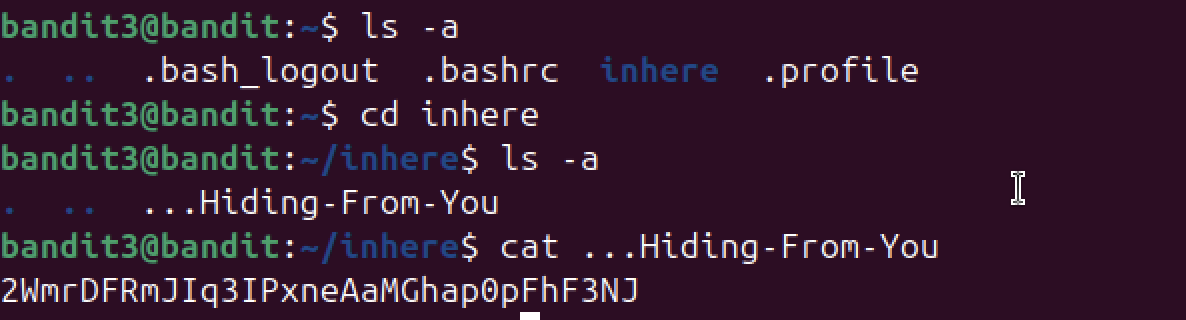 bandit3@bandit:~$ ls -a
.  ..  .bash_logout  .bashrc  inhere  .profile
bandit3@bandit:~$ cd inhere
bandit3@bandit:~/inhere$ ls -a
.  ..  ...Hiding-From-You
bandit3@bandit:~/inhere$ cat ...Hiding-From-You
2WmrDFRmJIq3IPxneAaMGhap0pFhF3NJ